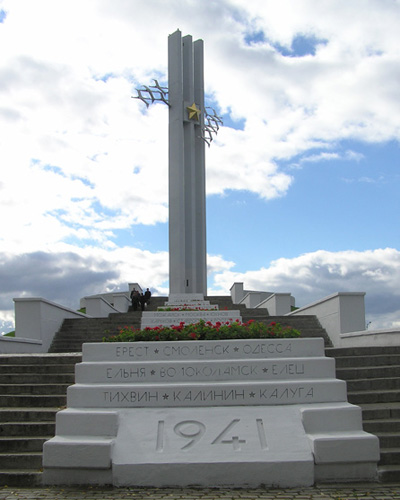 БРЕСТ★СМОЛЕНСК★ОДЕССА
ЕЛЬНЯ★ВОЛОКОЛАМСК★ЕЛЕЦ
ТИХВИН★КАЛИНИН★КАЛУГА
1941